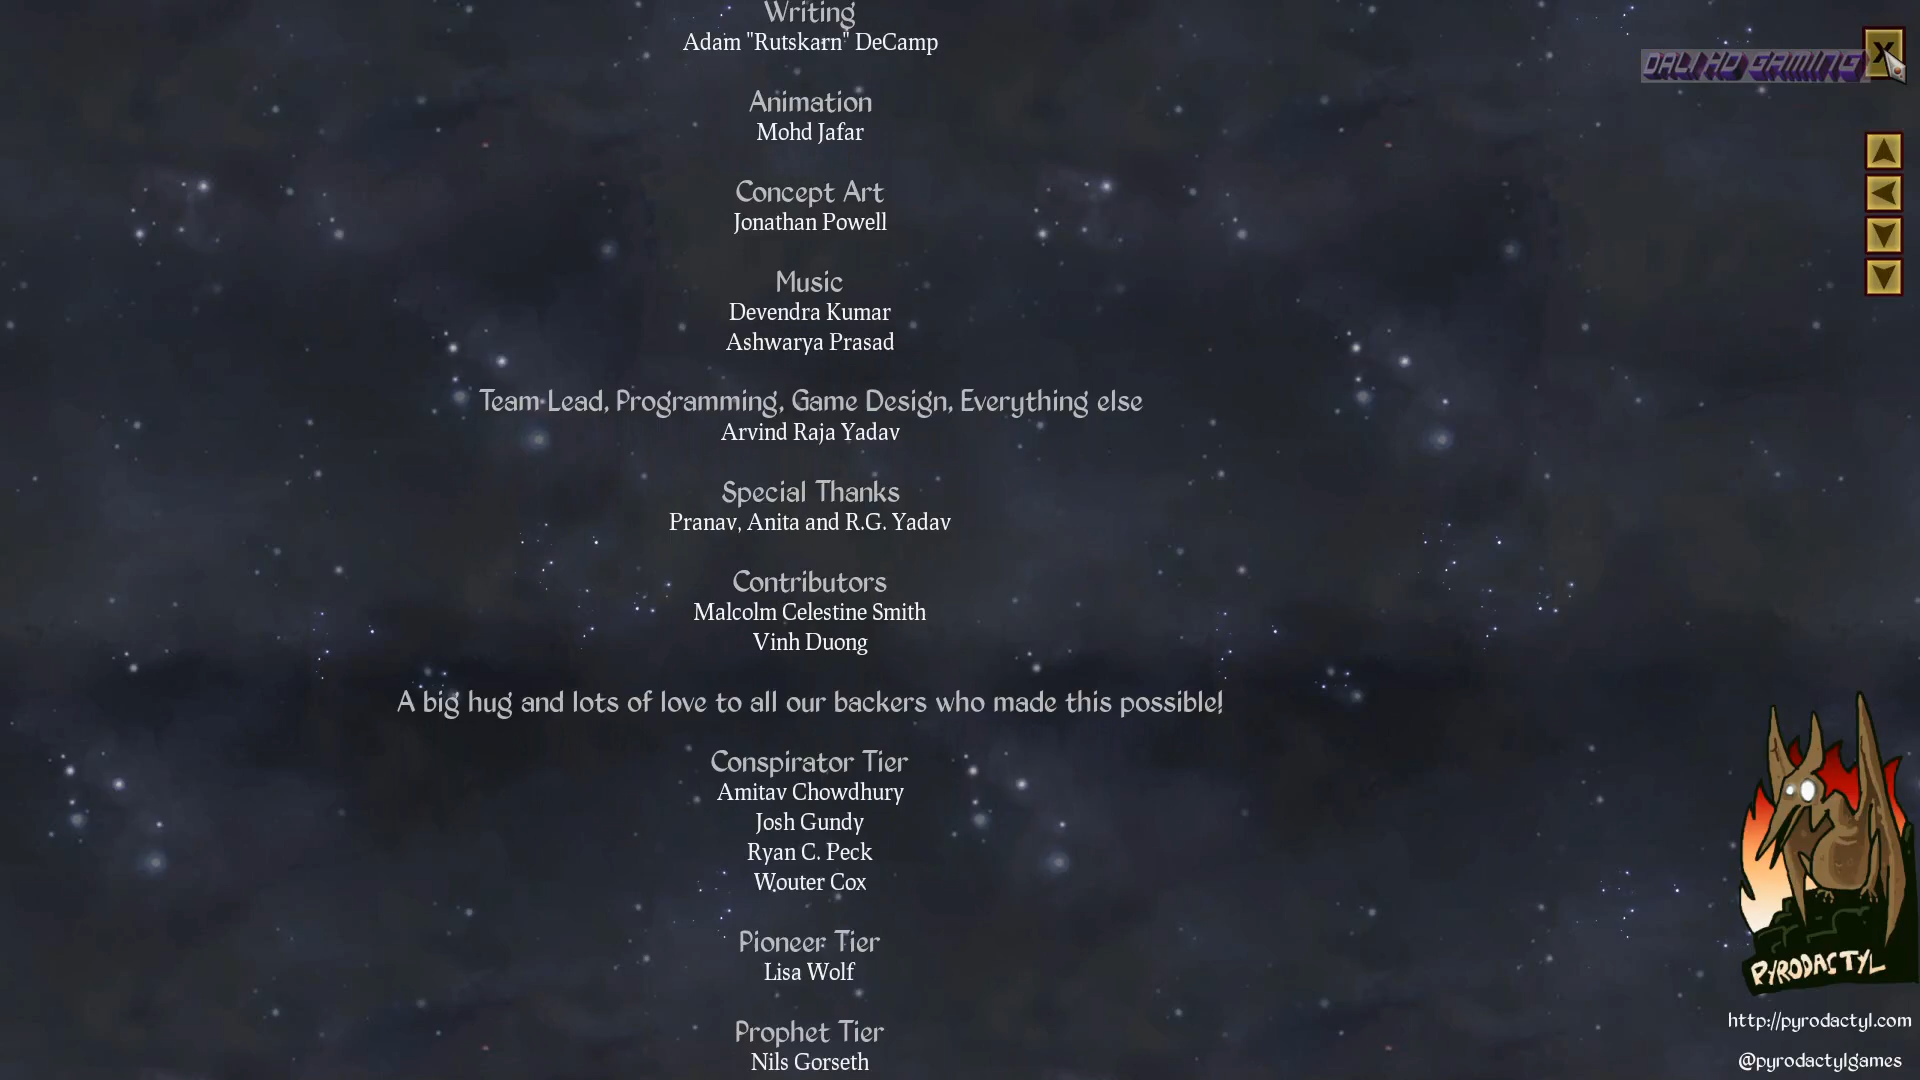 Writing
Adam "Rutskarn" DeCamp
Animation
Mohd Jafar
Concept Art
Jonathan Powell
Music
Devendra Kumar
Ashwarya Prasad
Team Lead, Programming, Game Design, Everything else
Arvind Raja Yadav
Special Thanks
Pranav, Anita and R.G. Yadav
Contributors
Malcolm Celestine Smith
Vinh Duong
A big hug and lots of love to all our backers who made this possible!
Conspirator Tier
Amitav Chowdhury
Josh Gundy
Ryan C. Peck
Wouter Cox
Pioneer Tier
Lisa Wolf
Prophet Tier
Nils Gorseth
DALI HD GAMING
X
PYRODACTYL
http://pyrodactyl.com
@pyrodactylgames